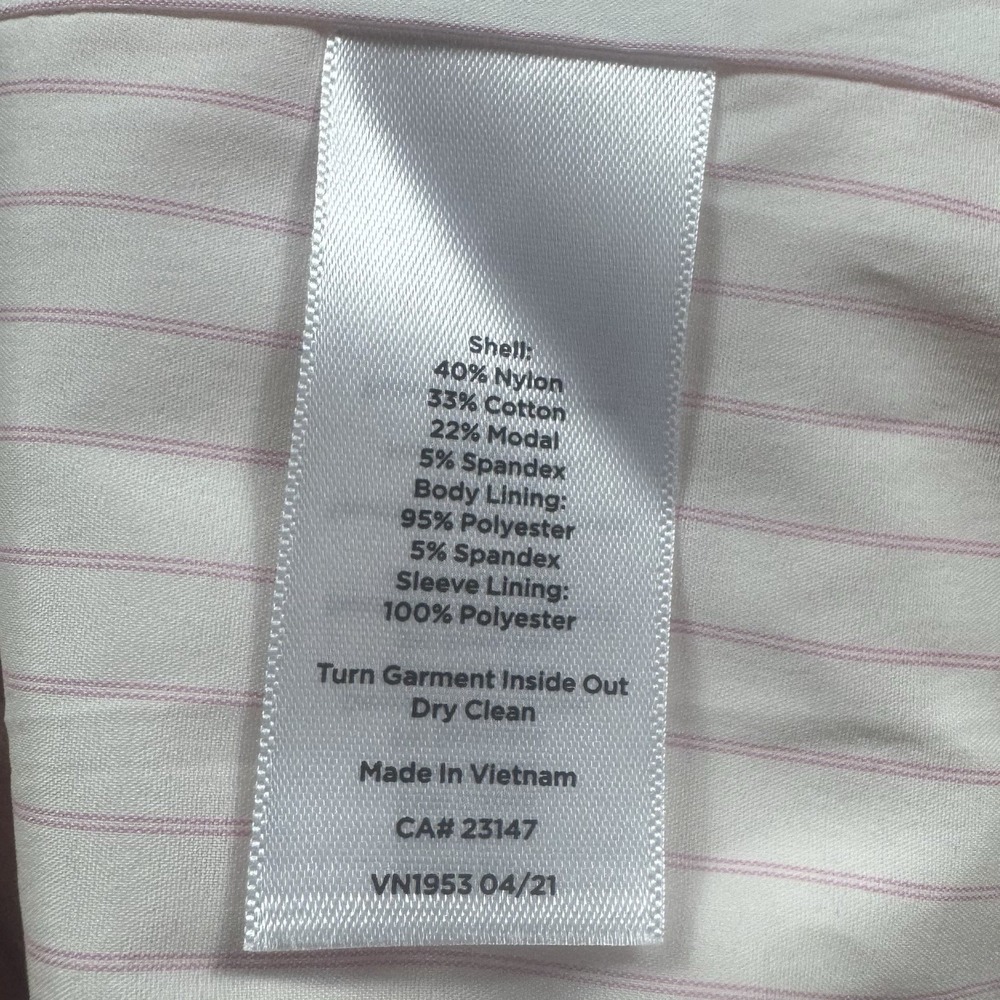 Shell:
40% Nylon
33% Cotton
22% Modal
5% Spandex
Body Lining:
95% Polyester
5% Spandex
Sleeve Lining:
100% Polyester
Turn Garment Inside Out
Dry Clean
Made In Vietnam
CA# 23147
VN1953 04/21